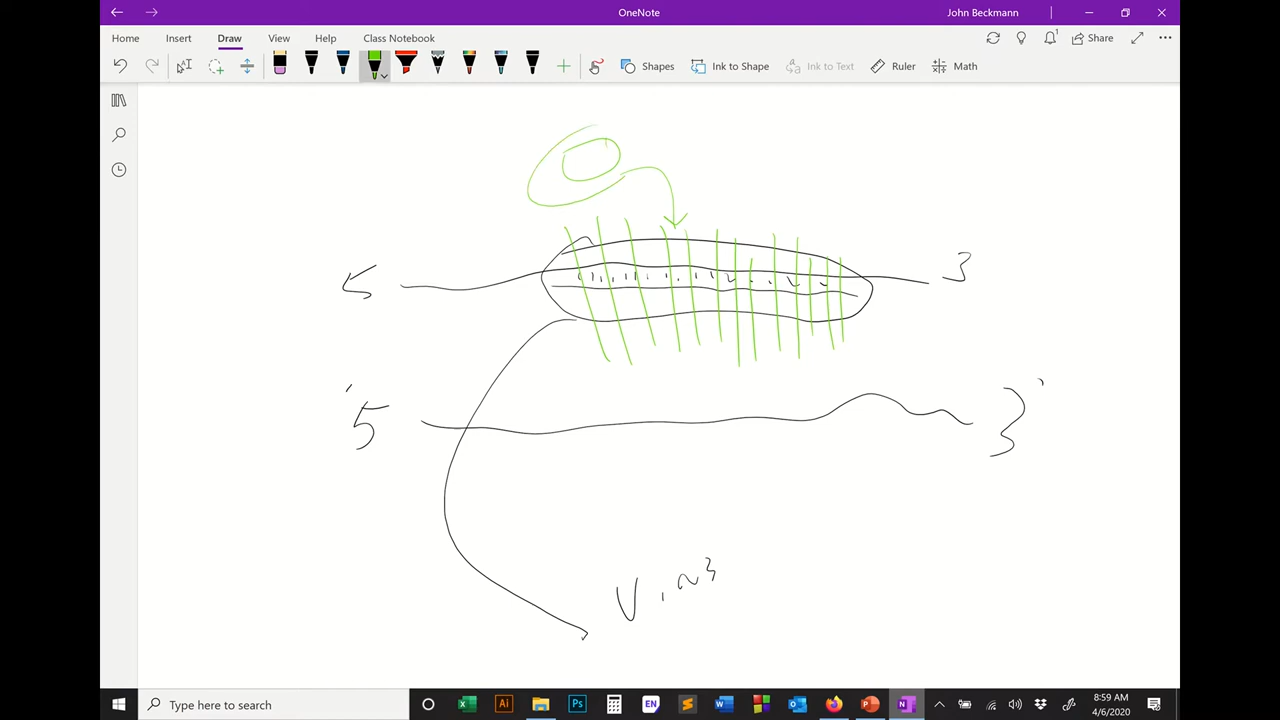 OneNote
John Beckmann
Home Insert Draw View Help Class Notebook
Share
Shapes Ink to Shape Ink to Text Ruler Math
5 3
'5 3'
Type here to search
EN
8:59 AM
4/6/2020